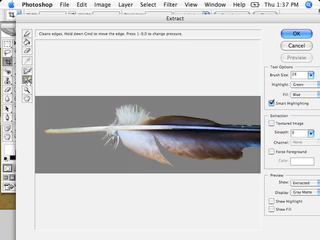 Photoshop File Edit Image Layer Select Filter View Window Thu 1:37 PM
Extract
Cleans edges. Hold down Cmd to move the edge. Press 1-0,0 to change pressure.
OK
Cancel
Preview
Tool Options
Brush Size:
Highlight: Green
Fill: Blue
Smart Highlighting
Extraction
Textured Image
Smooth: 0
Channel: None
Force Foreground
Color:
Preview
Show: Extracted
Display: Gray Matte
Show Highlight
Show Fill